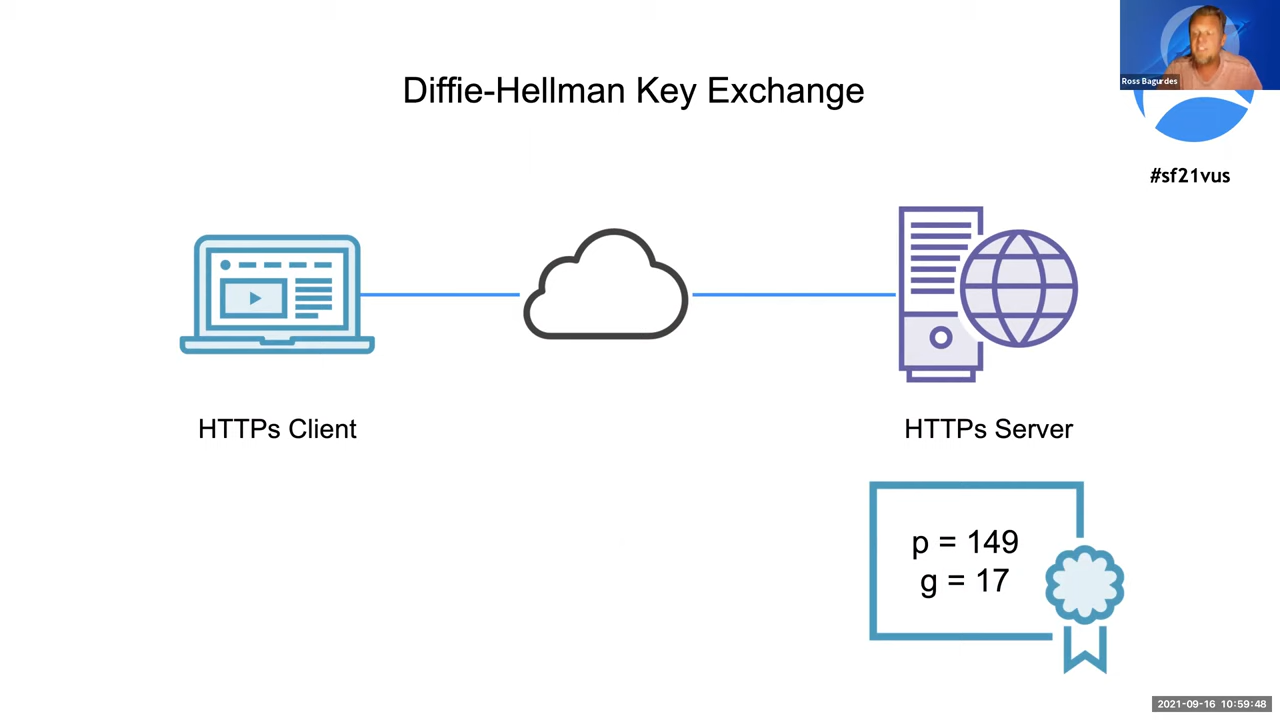 Ross Bagurdes
Diffie-Hellman Key Exchange
#sf21vus
HTTPs Client
HTTPs Server
p = 149
g = 17
2021-09-16 10:59:48